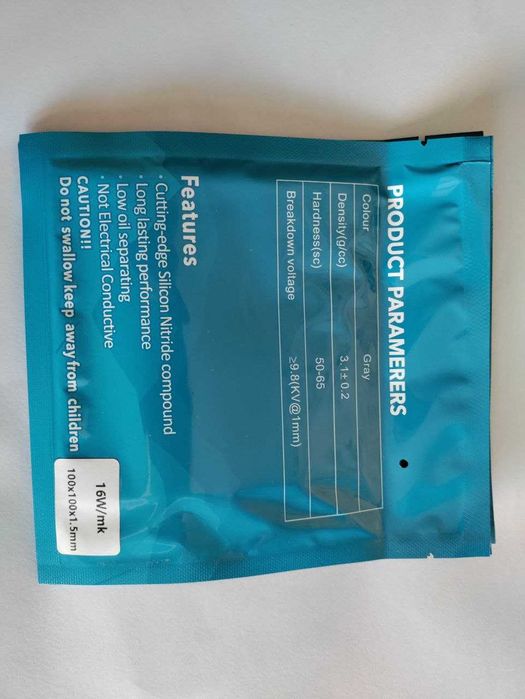 PRODUCT PARAMERERS
Colour Gray
Density(g/cc) 3.1± 0.2
Hardness(sc) 50-65
Breakdown voltage ≥9.8(KV@1mm)
Features
· Cutting-edge Silicon Nitride compound
· Long lasting performance
· Low oil separating
· Not Electrical Conductive
CAUTION!!
Do not swallow keep away from children
16W/mk
100x100x1.5mm